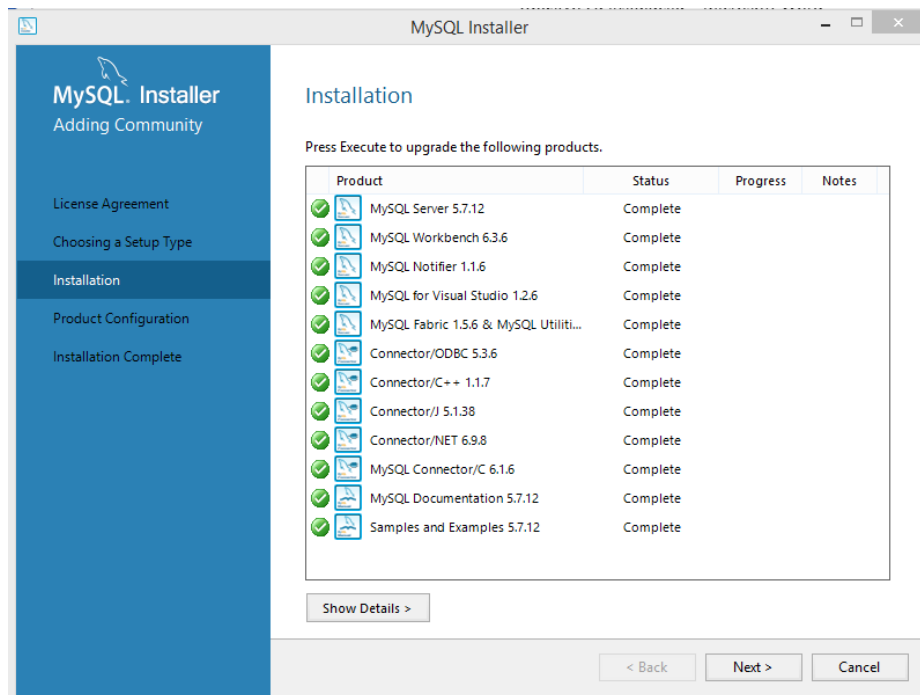 MySQL Installer
MySQL. Installer
Adding Community
License Agreement
Choosing a Setup Type
Installation
Product Configuration
Installation Complete
Installation
Press Execute to upgrade the following products.
Product Status Progress Notes
MySQL Server 5.7.12 Complete
MySQL Workbench 6.3.6 Complete
MySQL Notifier 1.1.6 Complete
MySQL for Visual Studio 1.2.6 Complete
MySQL Fabric 1.5.6 & MySQL Utiliti... Complete
Connector/ODBC 5.3.6 Complete
Connector/C++ 1.1.7 Complete
Connector/J 5.1.38 Complete
Connector/NET 6.9.8 Complete
MySQL Connector/C 6.1.6 Complete
MySQL Documentation 5.7.12 Complete
Samples and Examples 5.7.12 Complete
Show Details >
< Back Next > Cancel